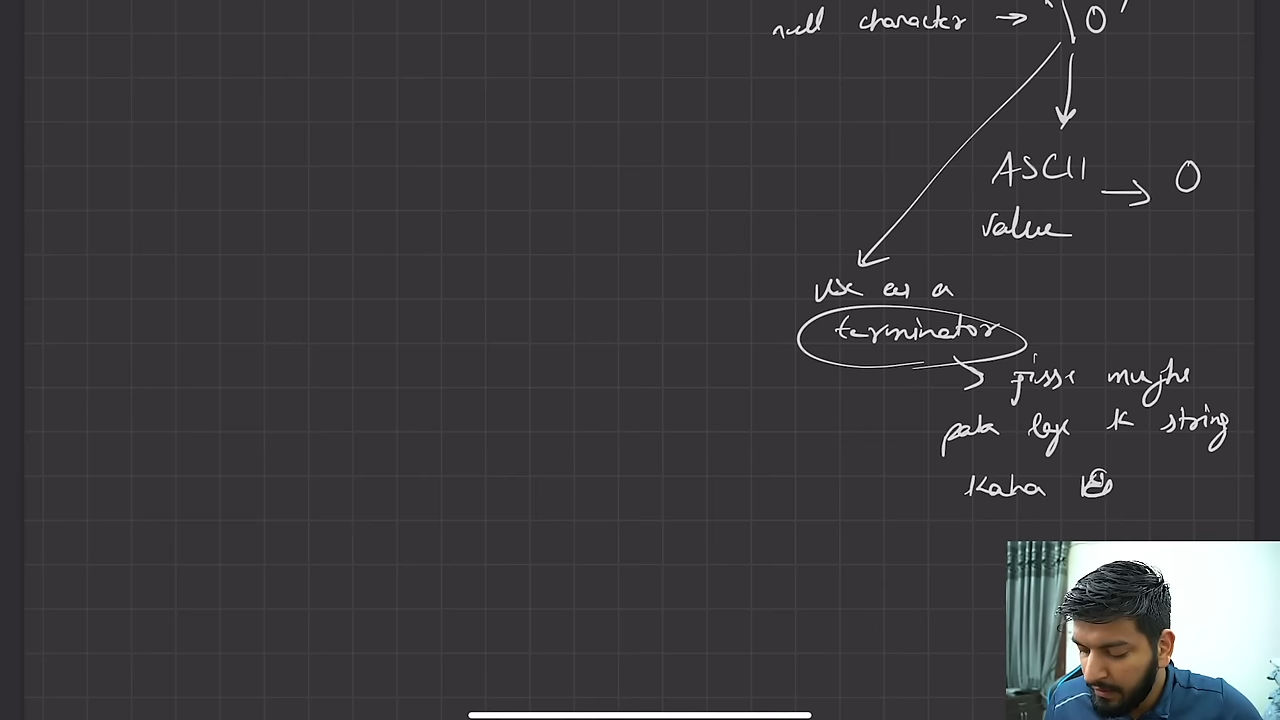 null character → '\0'
ASCII → 0
value
use as a
terminator
→ jisse mujhe
pata lage k string
Kaha